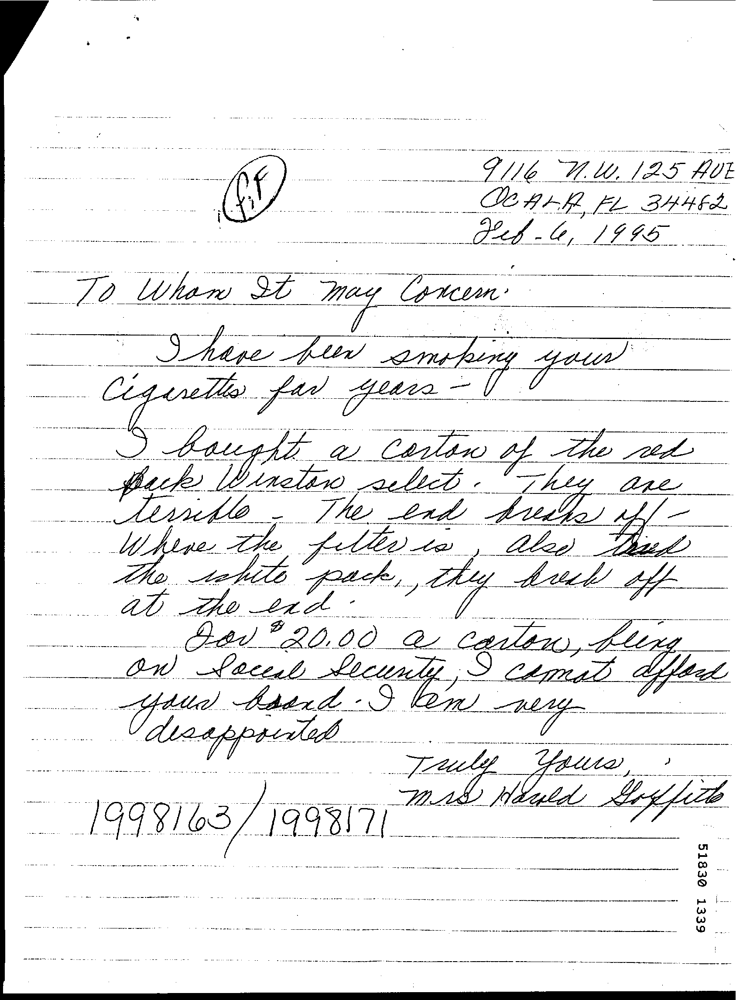 9116 N.W. 125 AVE
OCALA, FL 34482
Feb-6, 1995
To Whom It May Concern:
I have been smoking your
Cigarettes for years -
I bought a carton of the red
pack Winston select. They are
terrible - The end breaks off -
Where the filter is, also tried
the white pack, they break off
at the end.
For $20.00 a carton, being
on Social Security, I cannot afford
your brand. I am very
disappointed
Truly Yours,
Mrs Harold Griffith
1998163/1998171
51830 1339